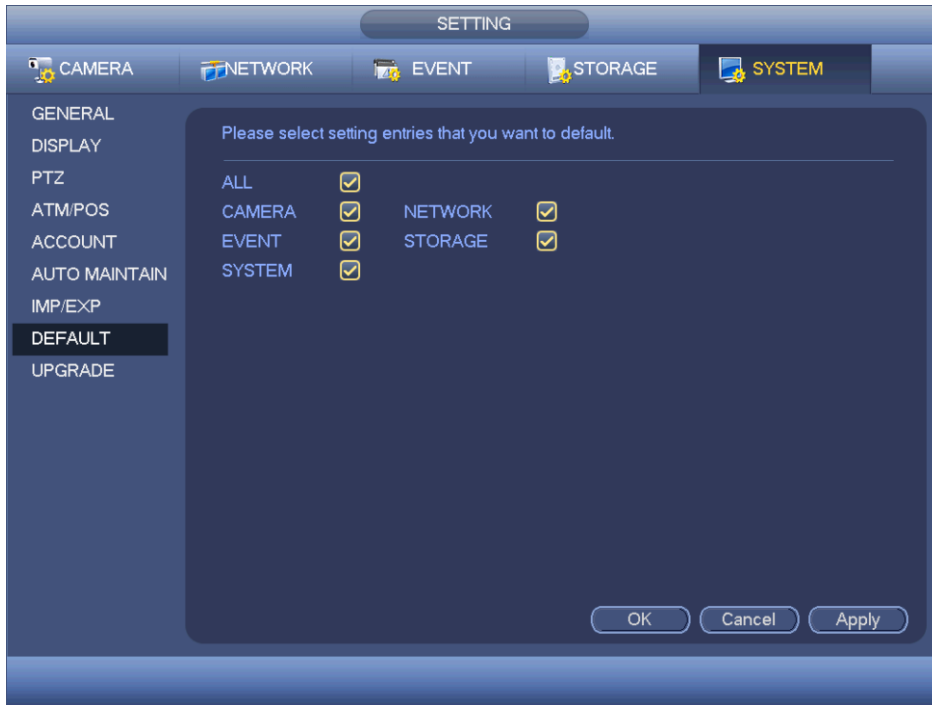 SETTING
CAMERA NETWORK EVENT STORAGE SYSTEM
GENERAL
DISPLAY
PTZ
ATM/POS
ACCOUNT
AUTO MAINTAIN
IMP/EXP
DEFAULT
UPGRADE
Please select setting entries that you want to default.
ALL
CAMERA NETWORK
EVENT STORAGE
SYSTEM
OK Cancel Apply